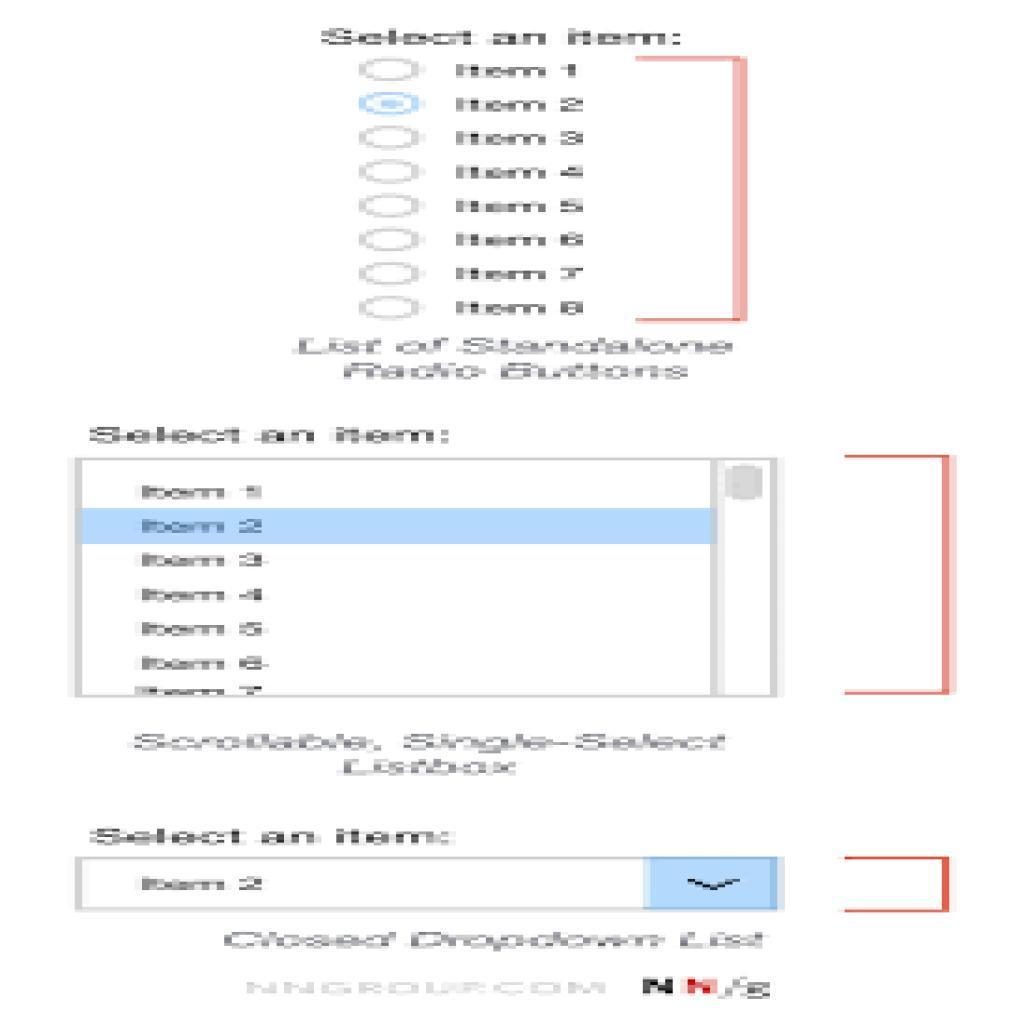 Select an item:
Item 1
Item 2
Item 3
Item 4
Item 5
Item 6
Item 7
Item 8
List of Standalone
Radio Buttons
Select an item:
Item 1
Item 2
Item 3
Item 4
Item 5
Item 6
Item 7
Scrollable, Single-Select
Listbox
Select an item:
Item 2
Closed Dropdown List
NNGROUP.COM NN/g